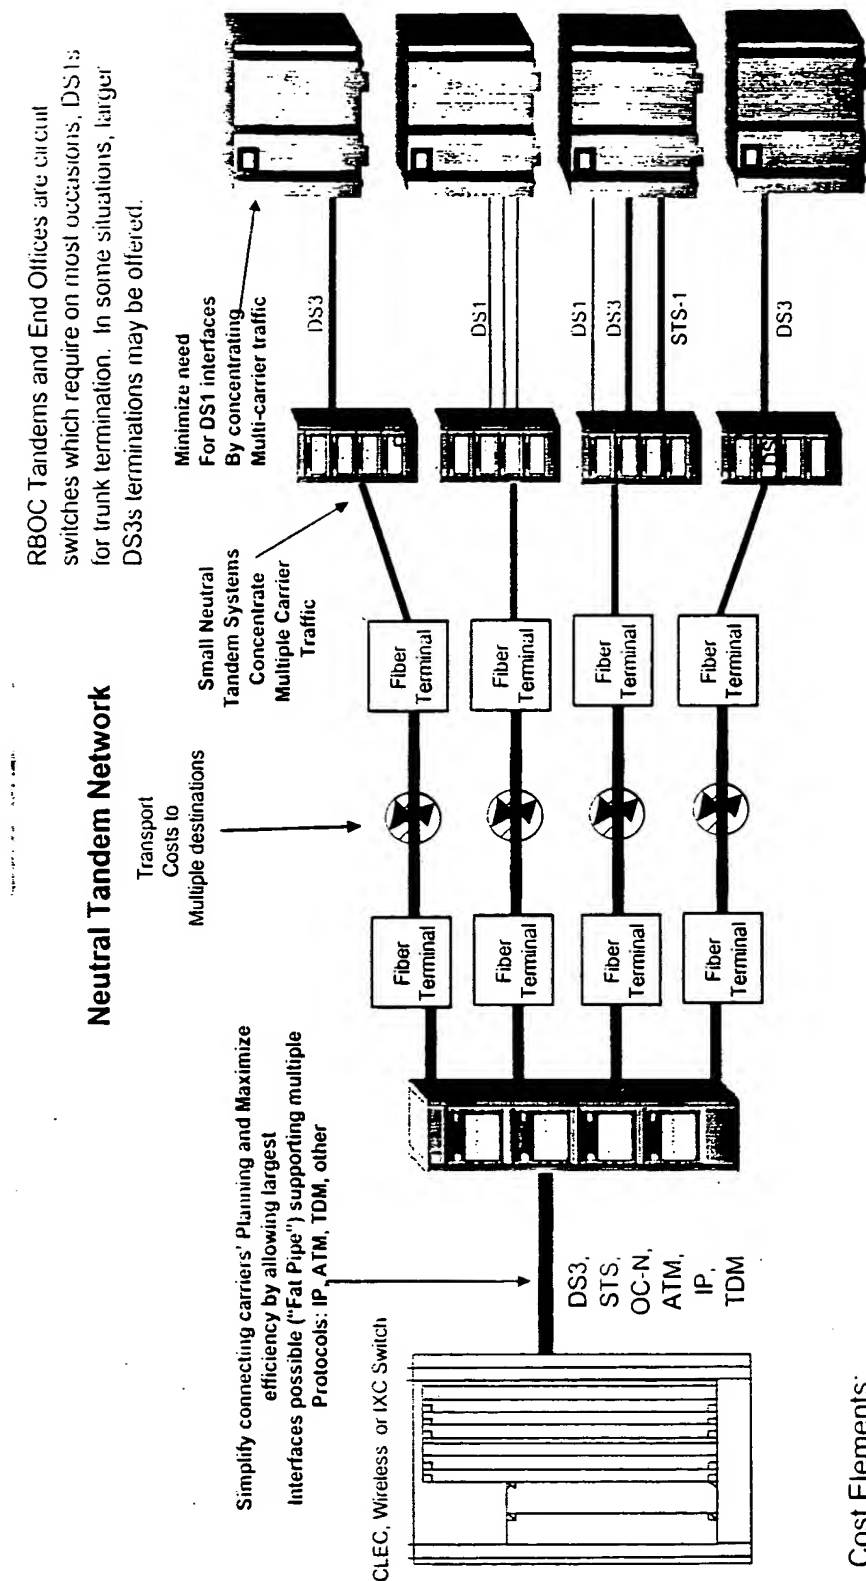 Neutral Tandem Network
RBOC Tandems and End Offices are circuit
switches which require on most occasions, DS1s
for trunk termination. In some situations, larger
DS3s terminations may be offered.
Simplify connecting carriers' Planning and Maximize
efficiency by allowing largest
Interfaces possible ("Fat Pipe") supporting multiple
Protocols: IP, ATM, TDM, other
Transport
Costs to
Multiple destinations
Small Neutral
Tandem Systems
Concentrate
Multiple Carrier
Traffic
Minimize need
For DS1 interfaces
By concentrating
Multi-carrier traffic
CLEC, Wireless or IXC Switch
DS3,
STS,
OC-N,
ATM,
IP,
TDM
Fiber
Terminal
Fiber
Terminal
DS3
Fiber
Terminal
Fiber
Terminal
DS1
Fiber
Terminal
Fiber
Terminal
DS1
DS3
STS-1
Fiber
Terminal
Fiber
Terminal
DS3
Cost Elements: